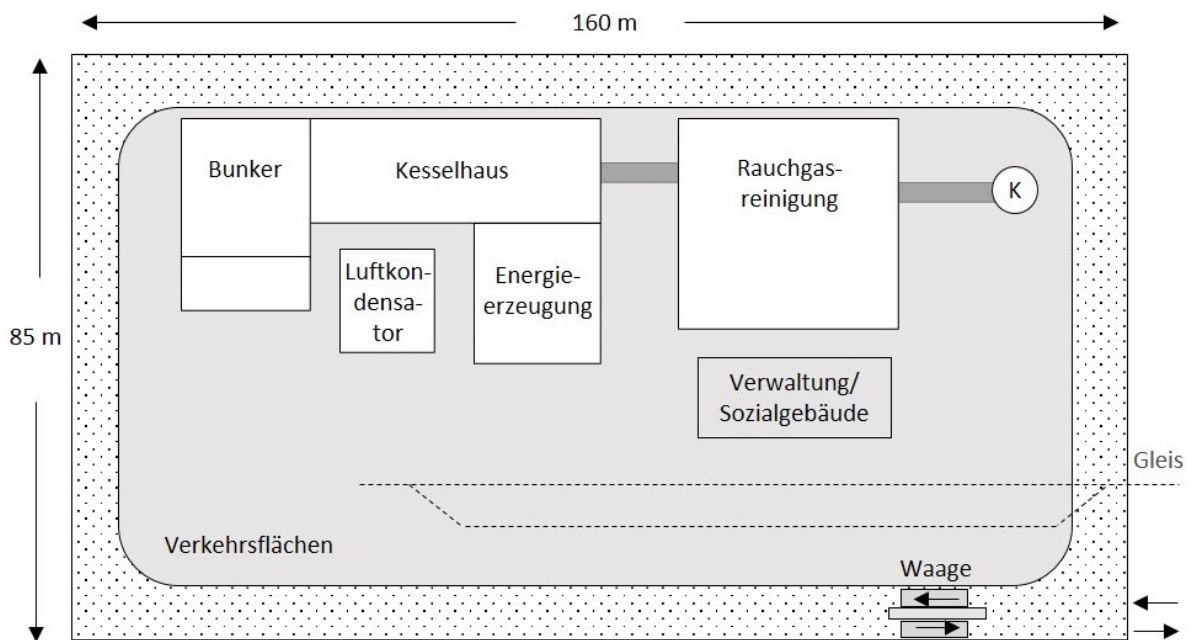 160 m
Bunker
Kesselhaus
Rauchgas-
reinigung
K
Luftkon-
densa-
tor
Energie-
erzeugung
85 m
Verwaltung/
Sozialgebäude
Gleis
Verkehrsflächen
Waage